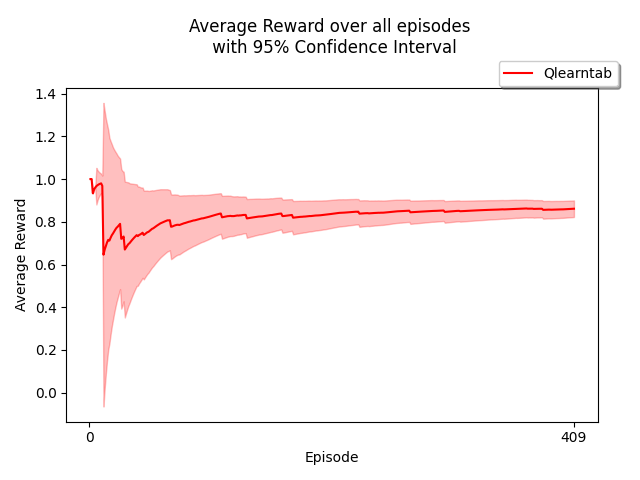 Average Reward over all episodes
with 95% Confidence Interval
Qlearntab
1.4
1.2
1.0
0.8
0.6
0.4
0.2
0.0
Average Reward
0
409
Episode